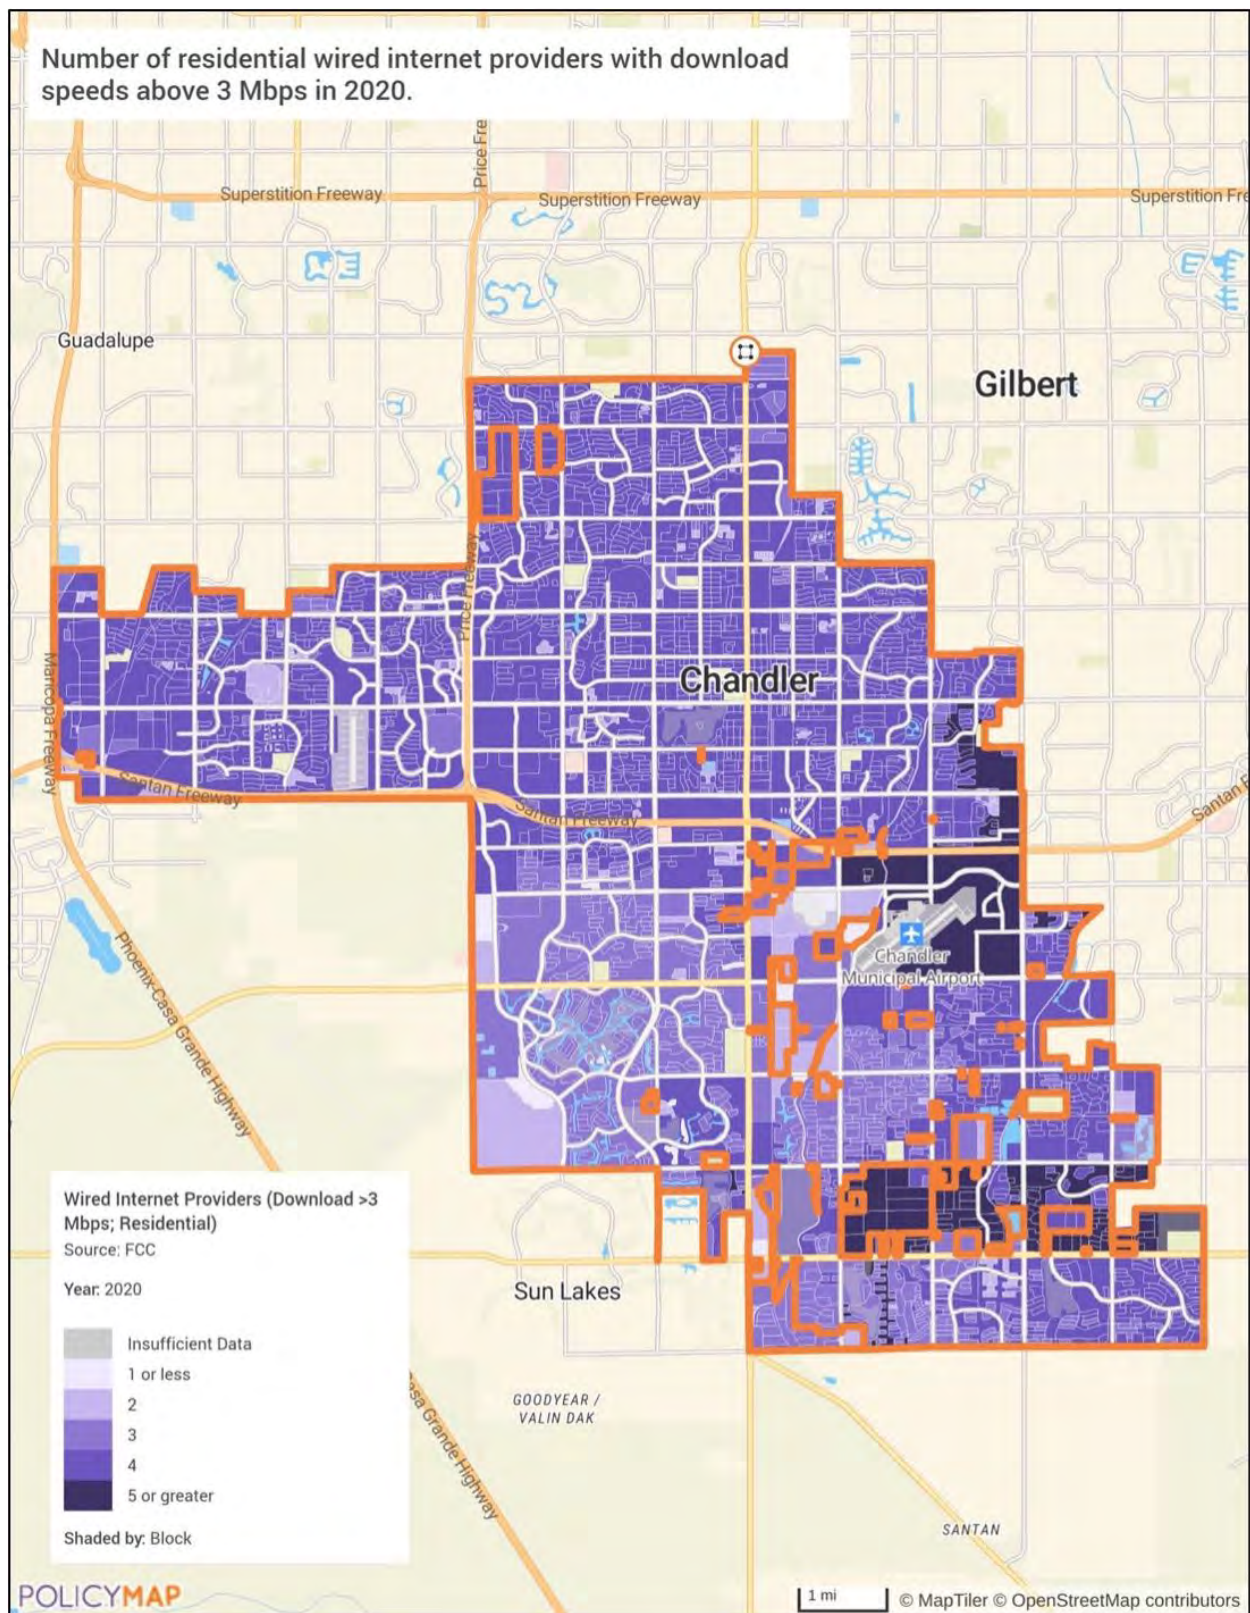 Number of residential wired internet providers with download
speeds above 3 Mbps in 2020.
Price Fre
Superstition Freeway
Superstition Freeway
Superstition Fre
Guadalupe
Gilbert
Price Freeway
Chandler
Maricopa Freeway
Santan Freeway
Santan Freeway
Santan F
Chandler
Municipal Airport
Phoenix-Casa Grande Highway
Wired Internet Providers (Download >3
Mbps; Residential)
Source: FCC
Year: 2020
Insufficient Data
1 or less
2
3
4
5 or greater
Shaded by: Block
Sun Lakes
GOODYEAR /
VALIN DAK
asa Grande Highway
SANTAN
POLICYMAP
1 mi
© MapTiler © OpenStreetMap contributors